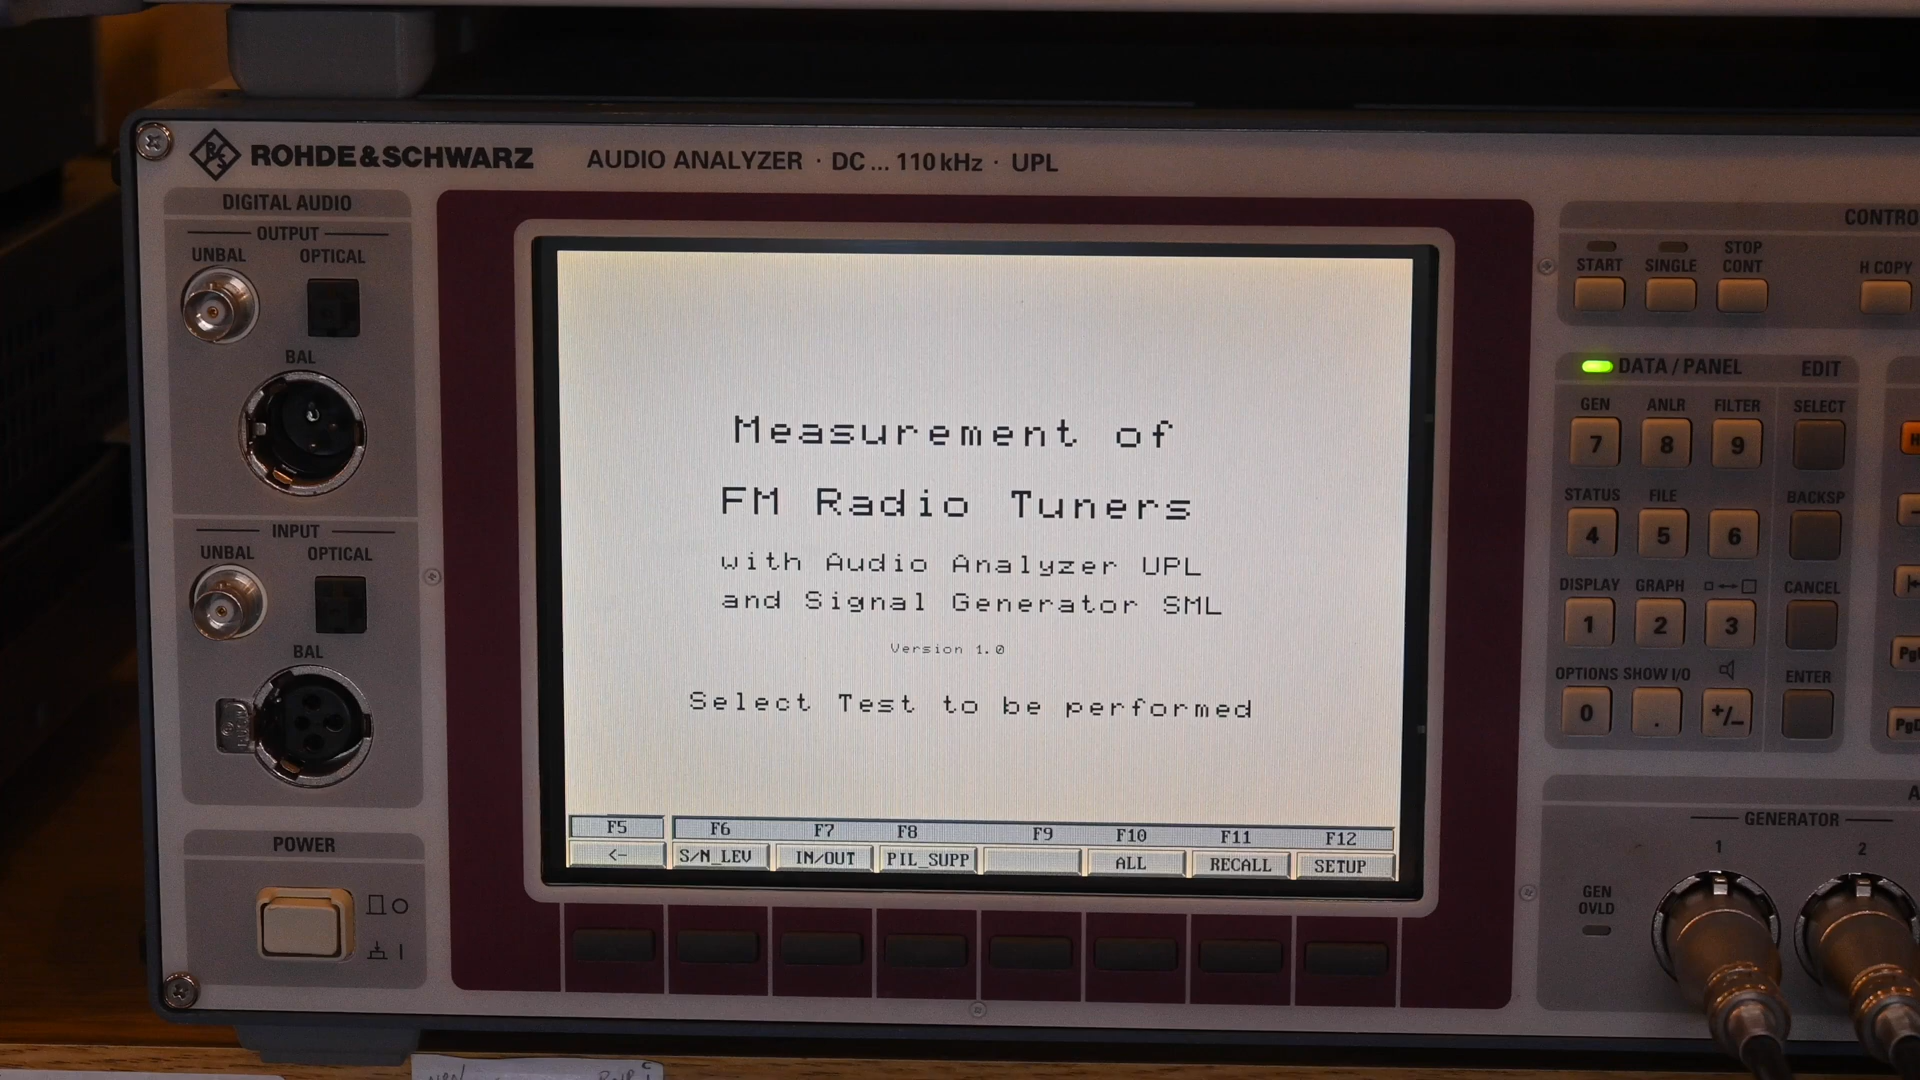 ROHDE&SCHWARZ AUDIO ANALYZER · DC ... 110 kHz · UPL
DIGITAL AUDIO
OUTPUT
UNBAL OPTICAL
BAL
INPUT
UNBAL OPTICAL
BAL
POWER
Measurement of
FM Radio Tuners
with Audio Analyzer UPL
and Signal Generator SML
Version 1.0
Select Test to be performed
F5 F6 F7 F8 F9 F10 F11 F12
<- S/N_LEV IN/OUT PIL_SUPP ALL RECALL SETUP
START SINGLE STOP CONT H COPY
DATA / PANEL EDIT
GEN ANLR FILTER SELECT
7 8 9
STATUS FILE BACKSP
4 5 6
DISPLAY GRAPH CANCEL
1 2 3
OPTIONS SHOW I/O ENTER
0 . +/−
GENERATOR
1 2
GEN
OVLD